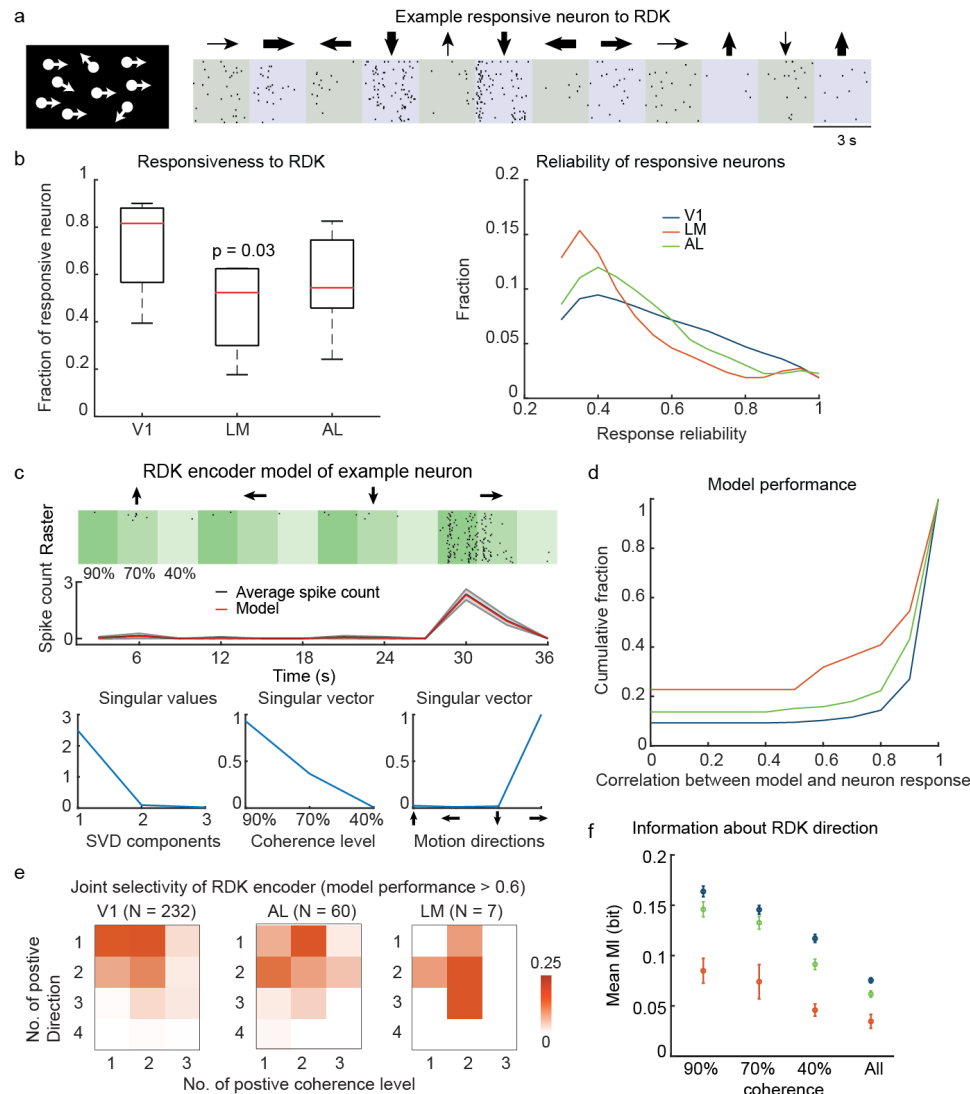 a
Example responsive neuron to RDK
3 s
b
Responsiveness to RDK
Fraction of responsive neuron
1
0.8
0.6
0.4
0.2
0
p = 0.03
V1
LM
AL
Reliability of responsive neurons
Fraction
0.2
0.15
0.1
0.05
0
V1
LM
AL
0.2
0.4
0.6
0.8
1
Response reliability
c
RDK encoder model of example neuron
Raster
90% 70% 40%
Spike count
3
0
Average spike count
Model
6
12
18
24
30
36
Time (s)
Singular values
3
2
1
0
1
2
3
SVD components
Singular vector
1
0.5
0
90%
70%
40%
Coherence level
Singular vector
1
0.5
0
Motion directions
d
Model performance
Cumulative fraction
1
0.8
0.6
0.4
0.2
0
0
0.2
0.4
0.6
0.8
1
Correlation between model and neuron response
e
Joint selectivity of RDK encoder (model performance > 0.6)
V1 (N = 232)
AL (N = 60)
LM (N = 7)
No. of postive
Direction
1
2
3
4
1
2
3
4
1
2
3
4
0.25
0
1
2
3
1
2
3
1
2
3
No. of postive coherence level
f
Information about RDK direction
Mean MI (bit)
0.2
0.15
0.1
0.05
0
90%
70%
40%
All
coherence